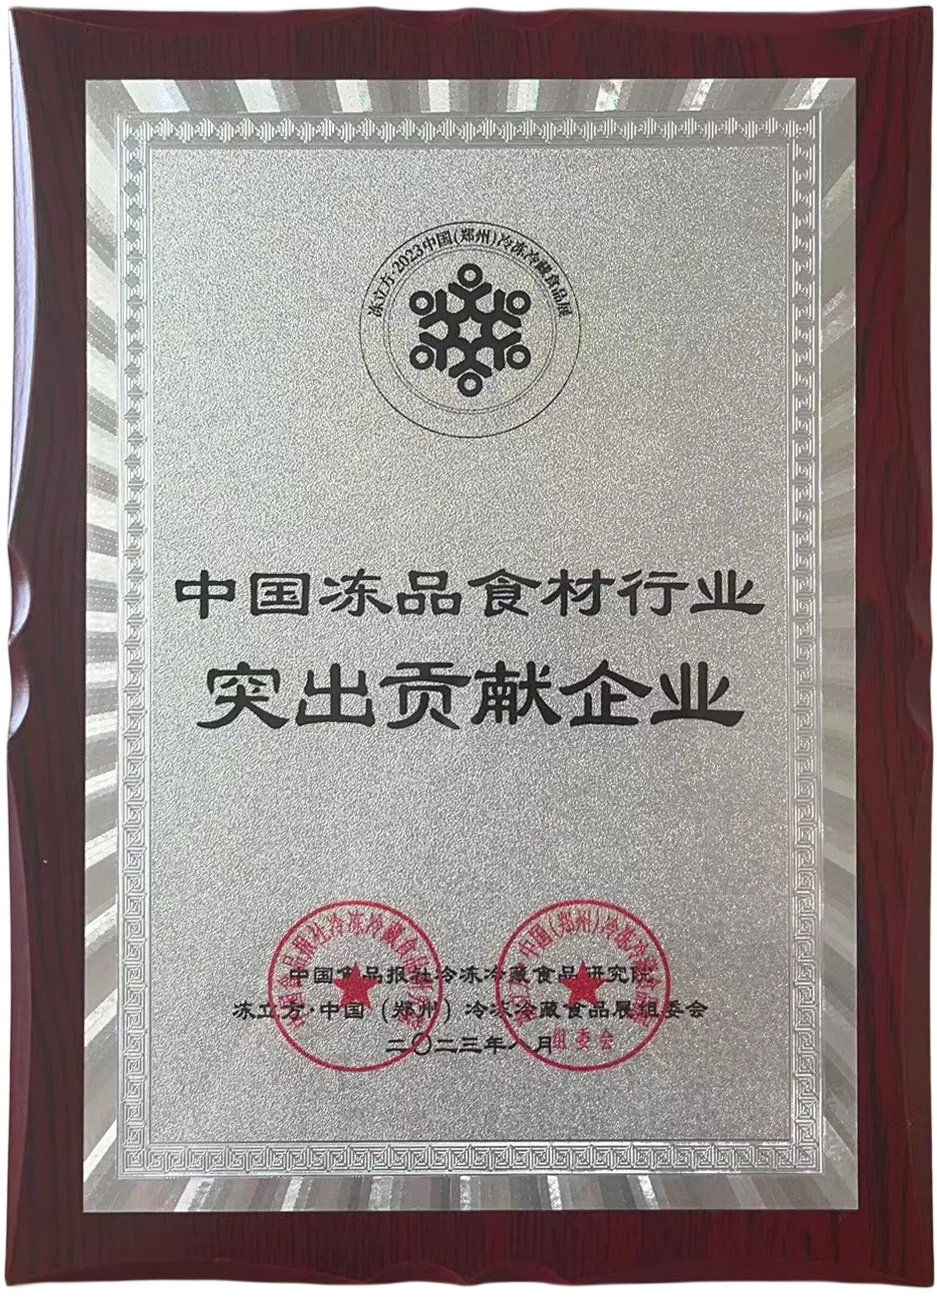 冻立方·2023中国(郑州)冷冻冷藏食品展
中国冻品食材行业
突出贡献企业
中国食品报社冷冻冷藏食品研究院
冻立方·中国（郑州）冷冻冷藏食品展组委会
二〇二三年八月
组委会